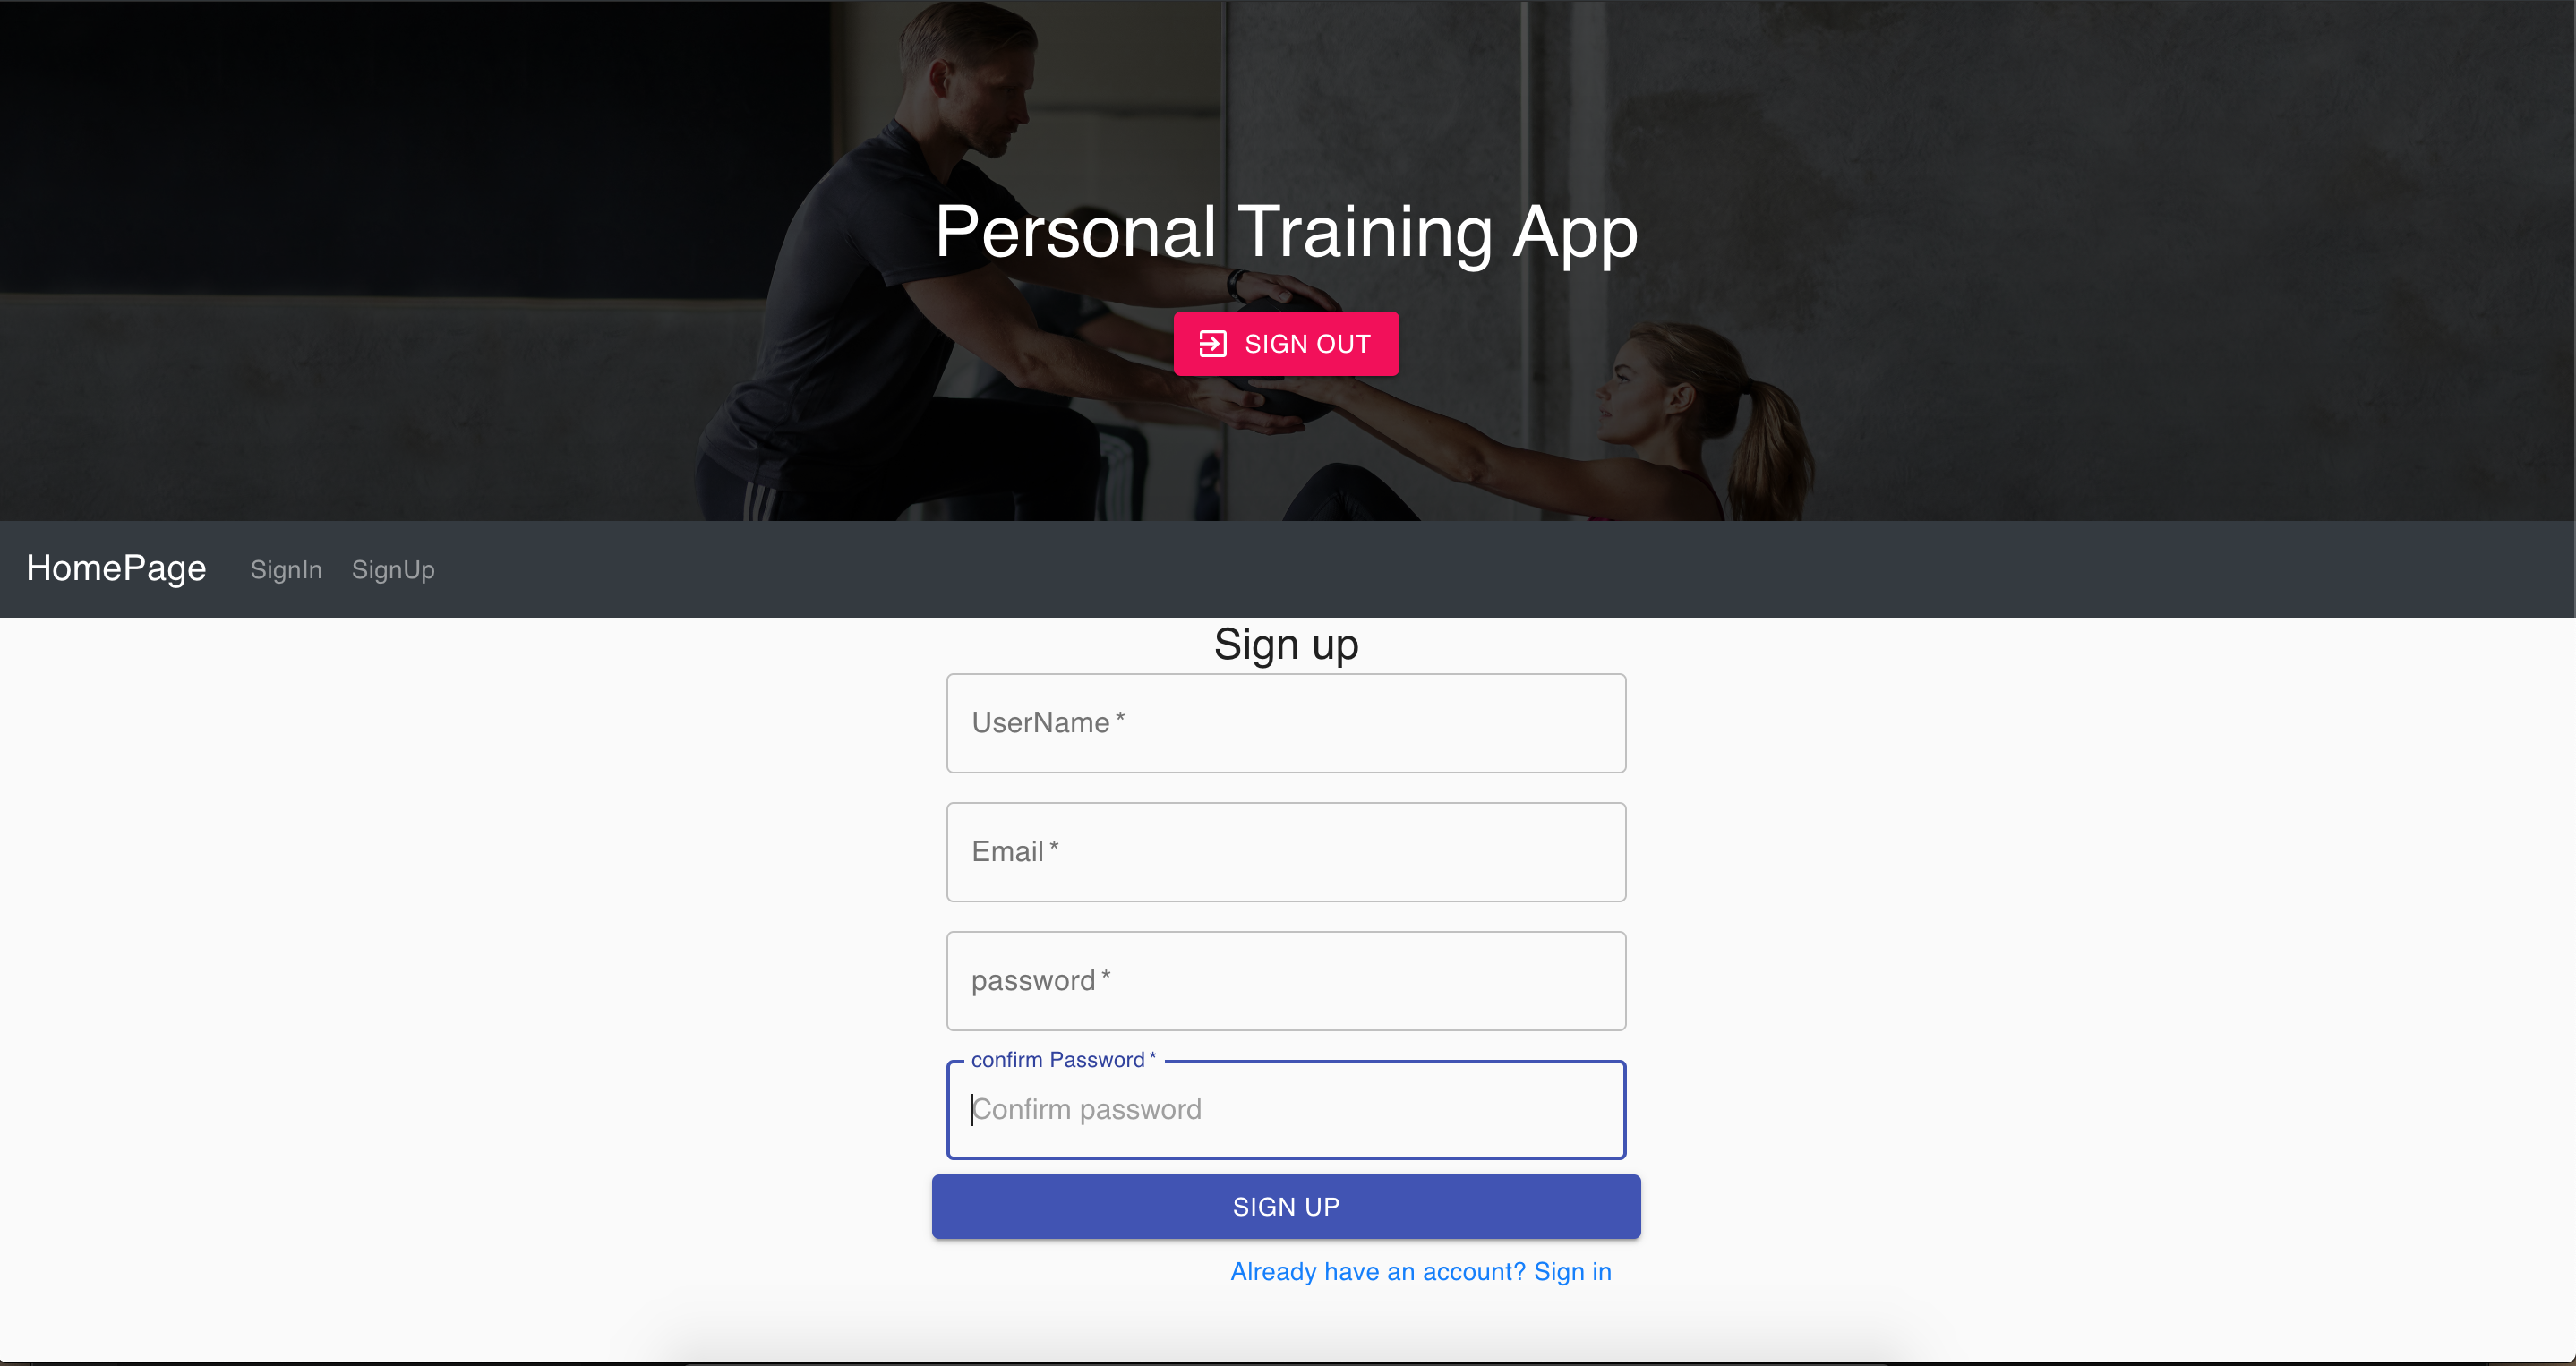 Personal Training App
SIGN OUT
HomePage SignIn SignUp
Sign up
UserName *
Email *
password *
confirm Password *
Confirm password
SIGN UP
Already have an account? Sign in